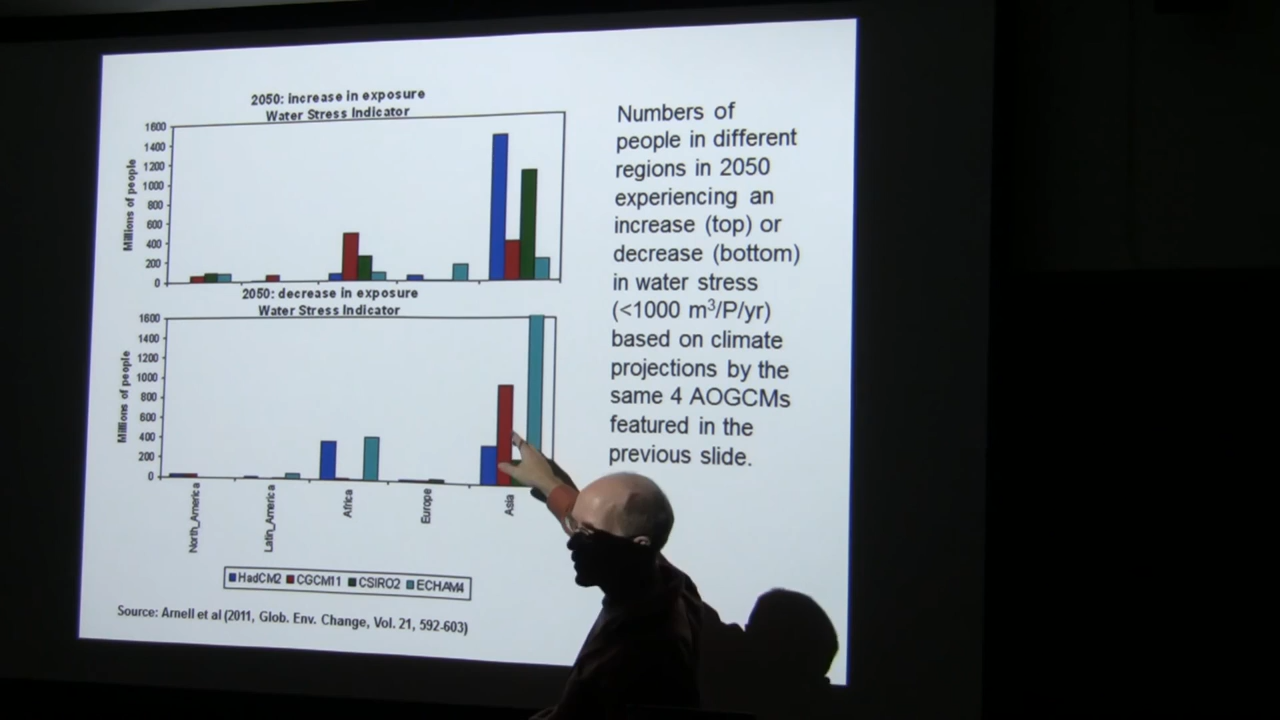 2050: increase in exposure
Water Stress Indicator
1600
1400
1200
1000
800
600
400
200
0
Millions of people
2050: decrease in exposure
Water Stress Indicator
1600
1400
1200
1000
800
600
400
200
0
Millions of people
North_America
Latin_America
Africa
Europe
Asia
HadCM2 CGCM11 CSIRO2 ECHAM4
Source: Arnell et al (2011, Glob. Env. Change, Vol. 21, 592-603)
Numbers of
people in different
regions in 2050
experiencing an
increase (top) or
decrease (bottom)
in water stress
(<1000 m³/P/yr)
based on climate
projections by the
same 4 AOGCMs
featured in the
previous slide.